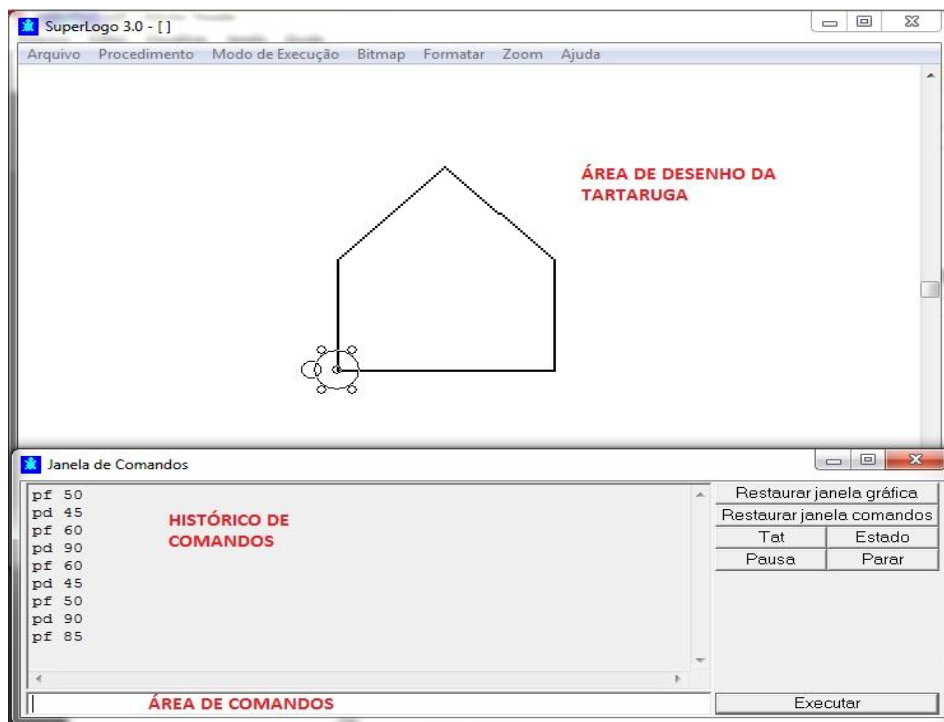 SuperLogo 3.0 - [ ]
Arquivo Procedimento Modo de Execução Bitmap Formatar Zoom Ajuda
ÁREA DE DESENHO DA
TARTARUGA
Janela de Comandos
pf 50
pd 45
pf 60
pd 90
pf 60
pd 45
pf 50
pd 90
pf 85
HISTÓRICO DE
COMANDOS
Restaurar janela gráfica
Restaurar janela comandos
Tat Estado
Pausa Parar
ÁREA DE COMANDOS
Executar